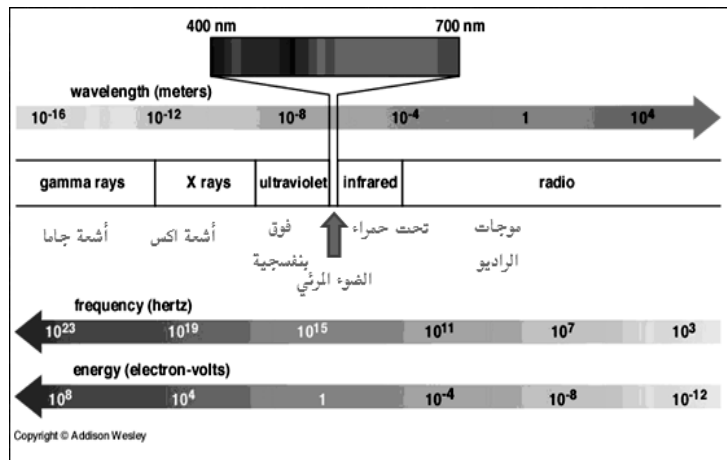 400 nm 700 nm
wavelength (meters)
10-16 10-12 10-8 10-4 1 104
gamma rays X rays ultraviolet infrared radio
أشعة جاما أشعة اكس فوق بنفسجية تحت حمراء موجات الراديو
الضوء المرئي
frequency (hertz)
1023 1019 1015 1011 107 103
energy (electron-volts)
108 104 1 10-4 10-8 10-12
Copyright © Addison Wesley